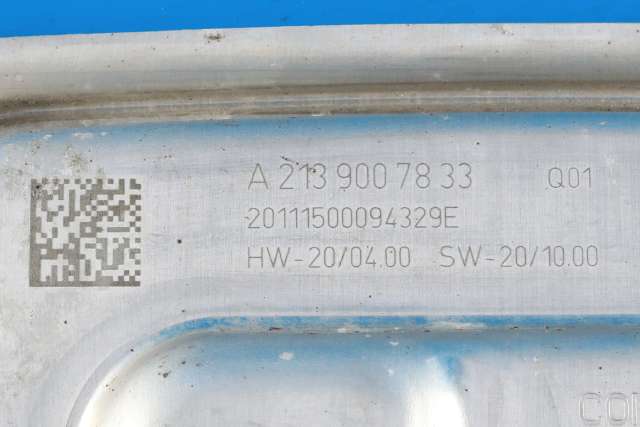 A 213 900 78 33 Q01
20111500094329E
HW-20/04.00 SW-20/10.00